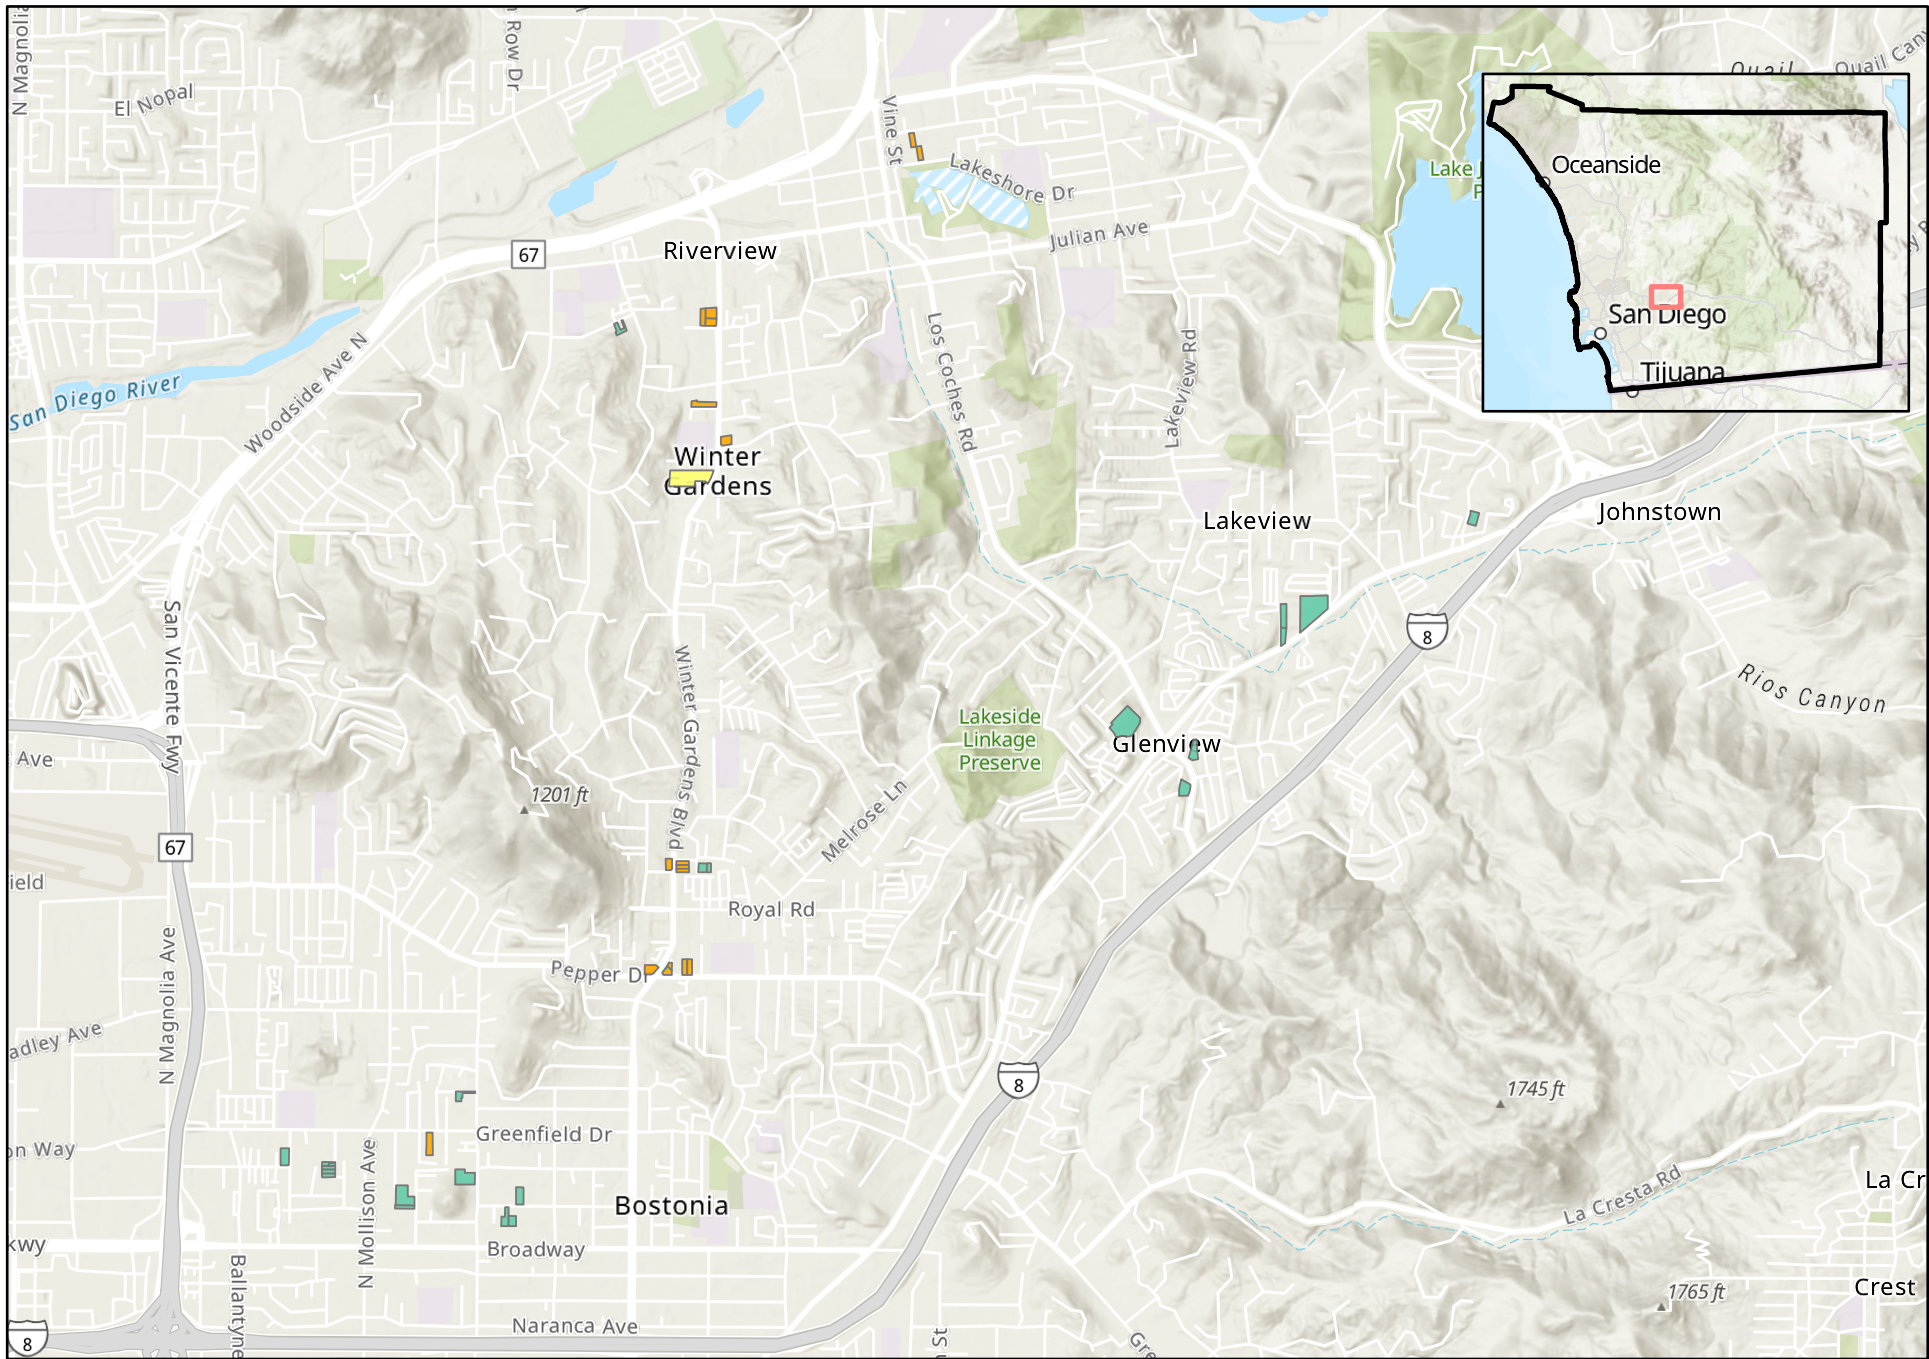 N Magnolia
El Nopal
Row Dr
Vine St
Lakeshore Dr
Julian Ave
Riverview
67
Quail
Quail Cany
Lake J
P
Oceanside
San Diego
Tijuana
San Diego River
Woodside Ave N
Los Coches Rd
Lakeview Rd
Winter
Gardens
Lakeview
Johnstown
8
San Vicente Fwy
Winter Gardens Blvd
Lakeside
Linkage
Preserve
Glenview
Rios Canyon
Ave
1201 ft
Melrose Ln
67
ield
Royal Rd
Pepper Dr
N Magnolia Ave
adley Ave
8
1745 ft
Greenfield Dr
on Way
N Mollison Ave
Bostonia
La Cresta Rd
La Cr
kwy
Broadway
Ballantyne
Crest
1765 ft
Naranca Ave
8
St
Gre